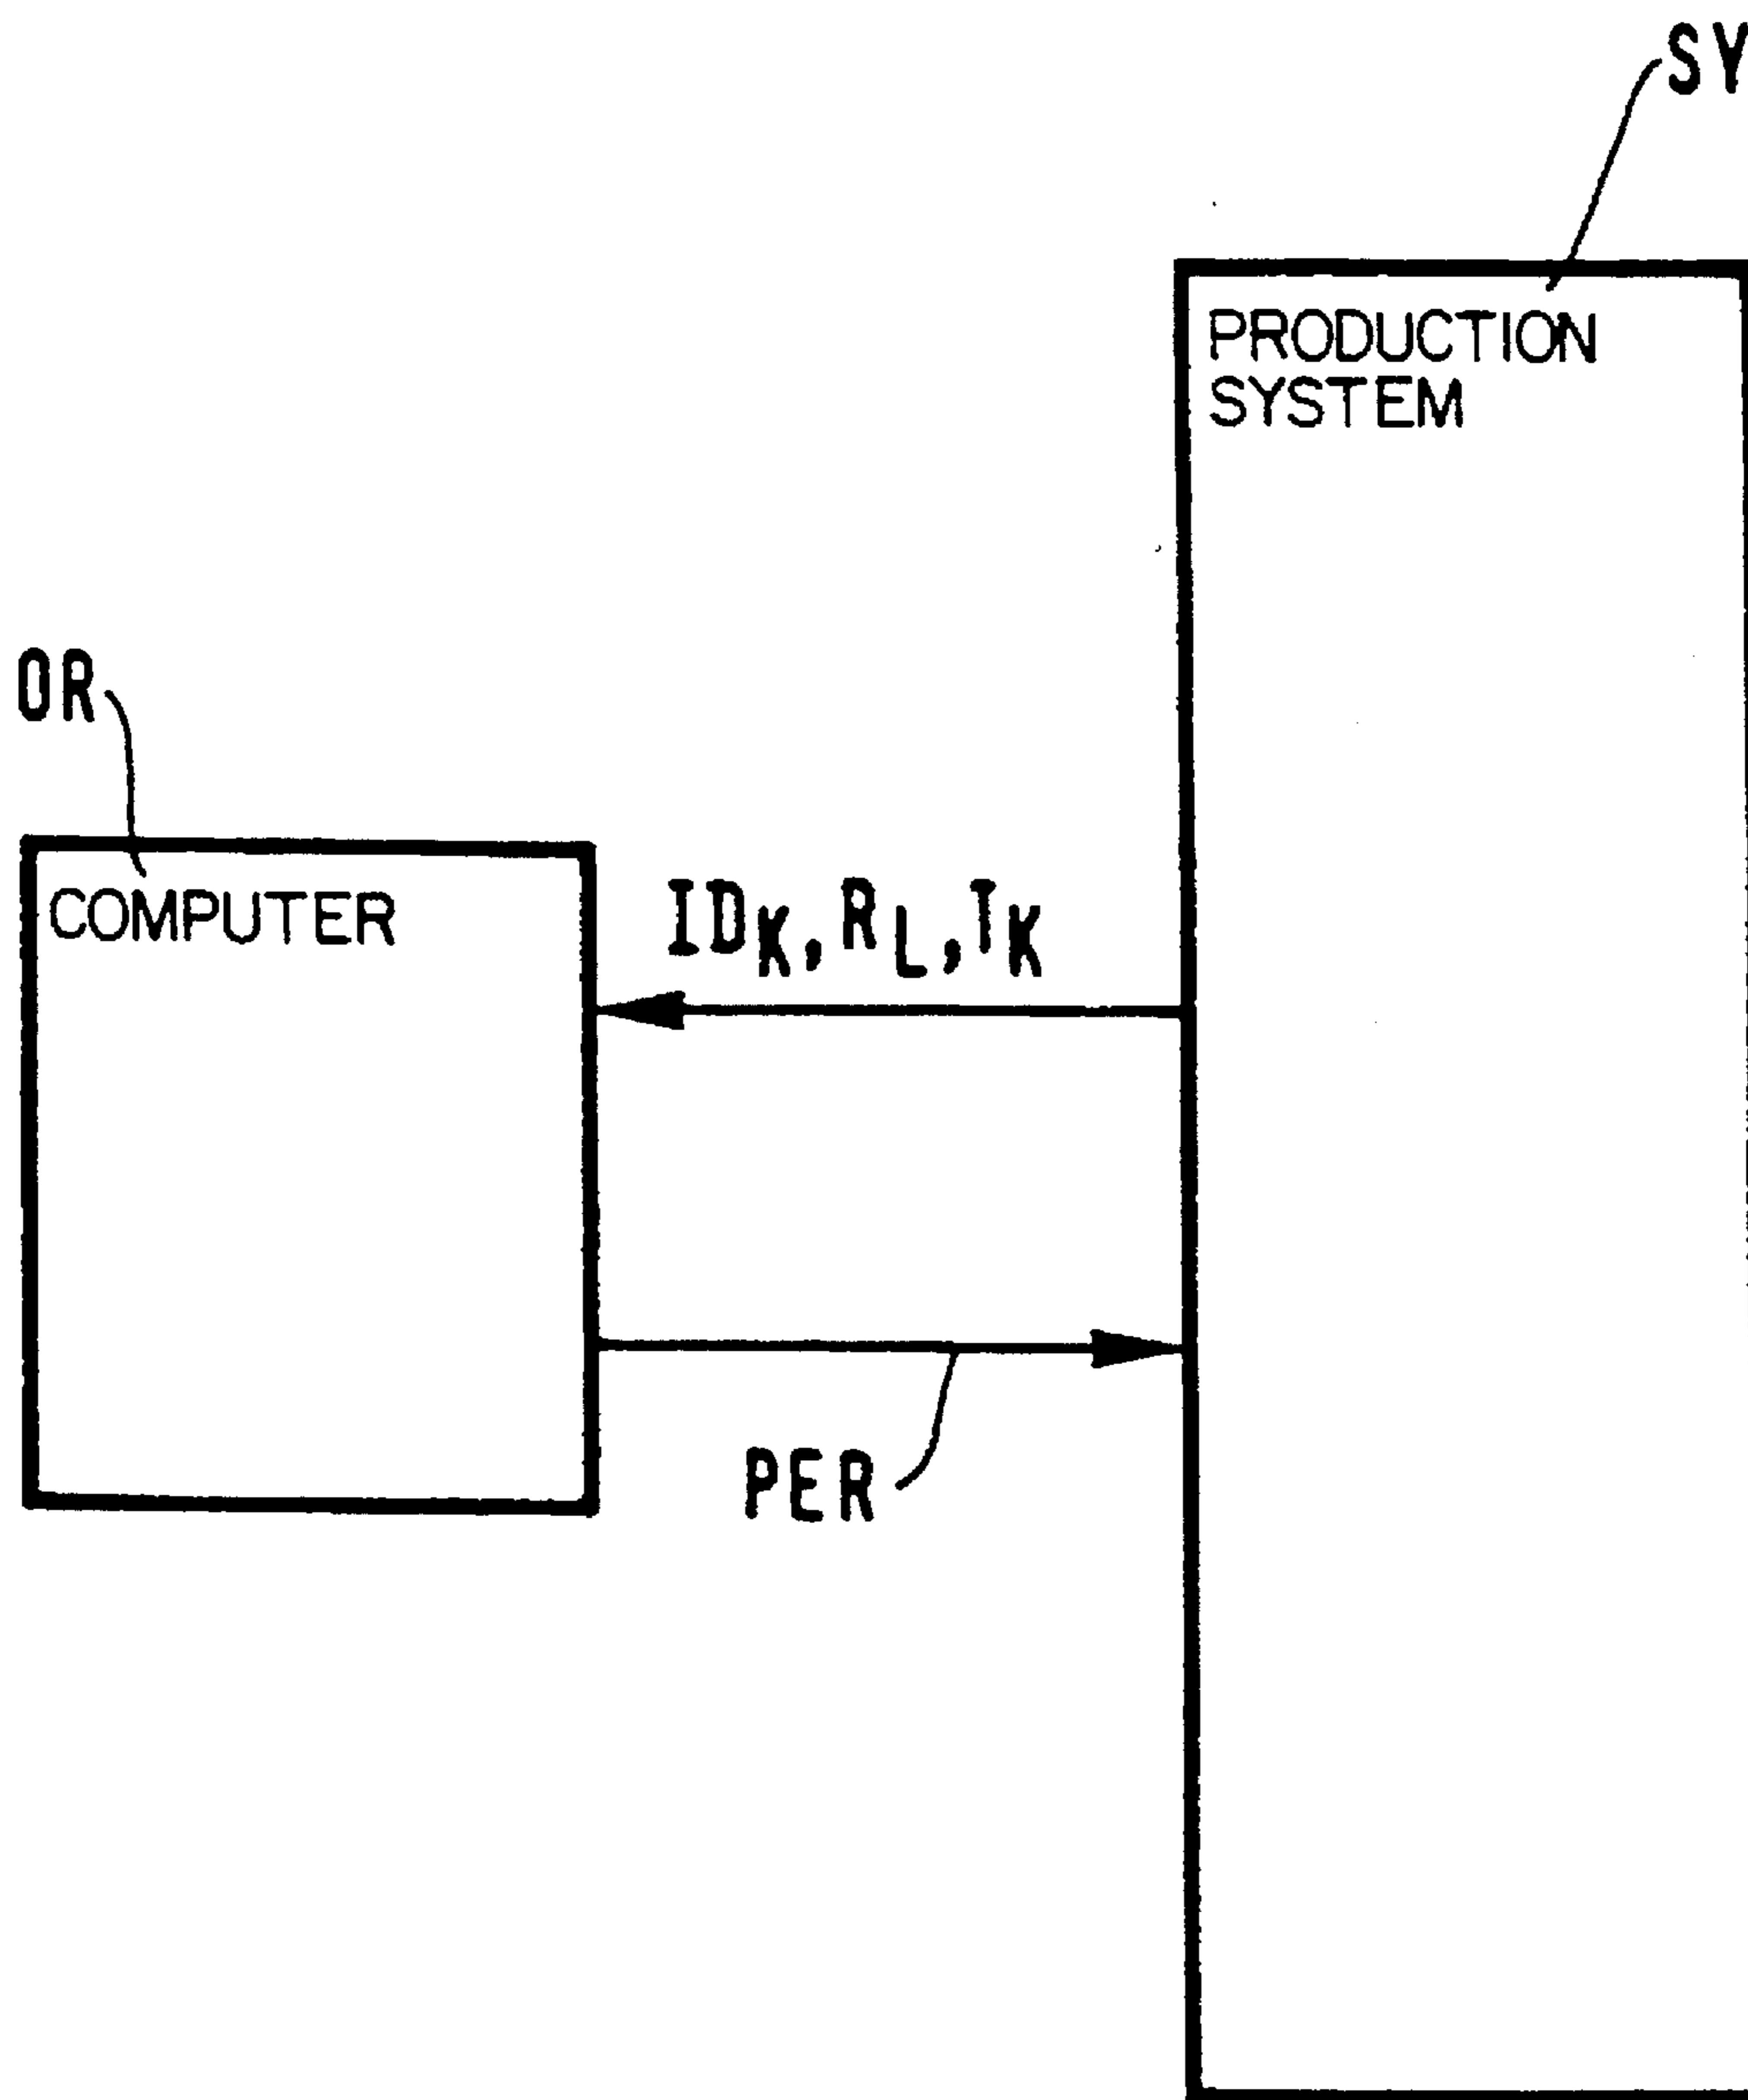 SY
PRODUCTION
SYSTEM
OR
COMPUTER
IDK, RL, TK
PER